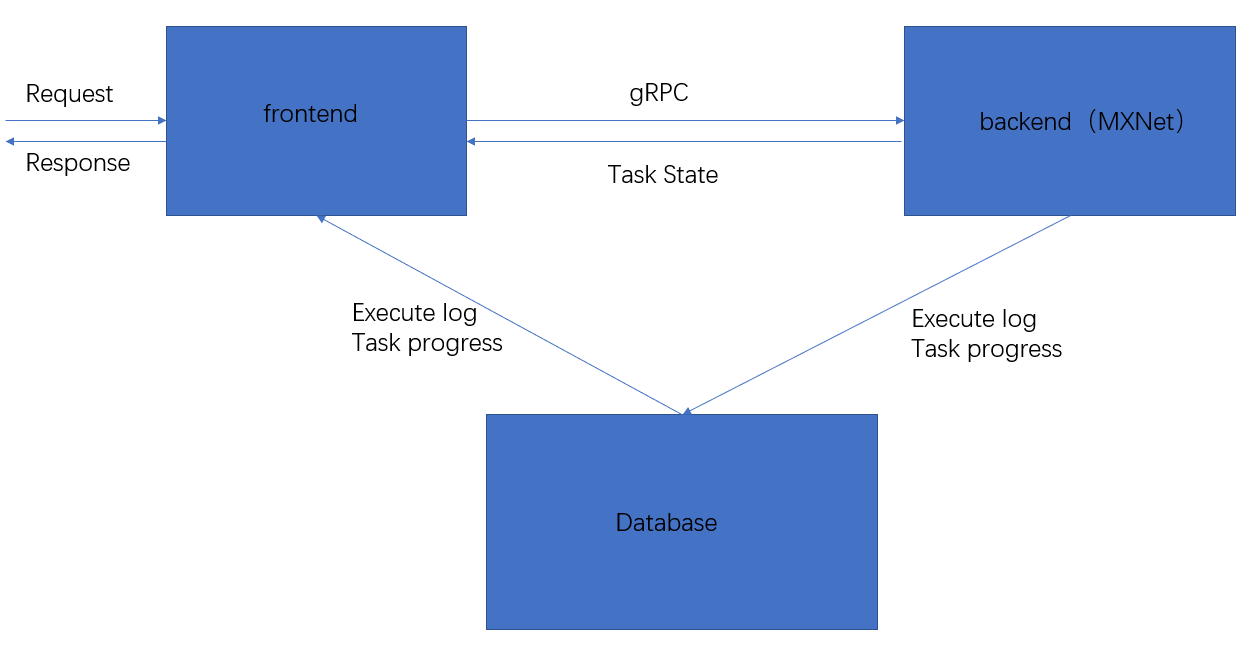 Request
Response
frontend
gRPC
Task State
backend（MXNet）
Execute log
Task progress
Execute log
Task progress
Database